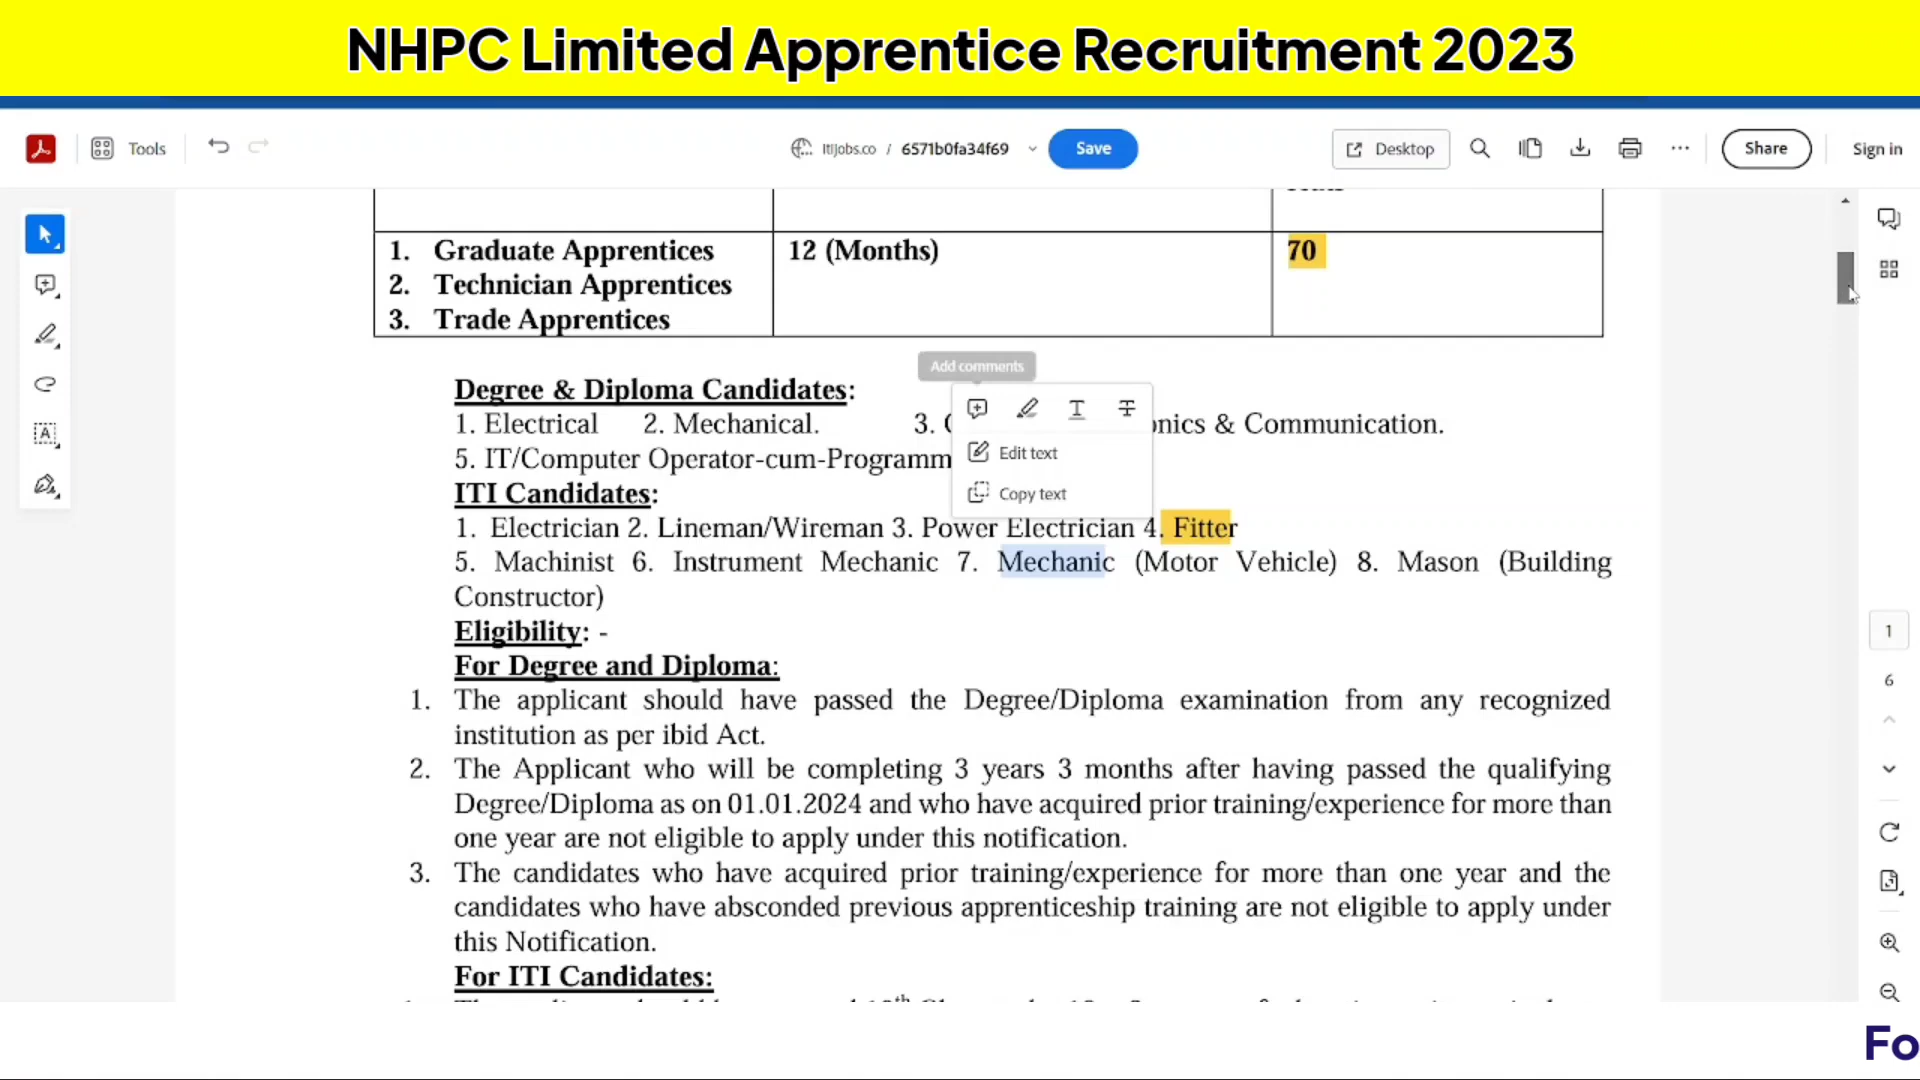 NHPC Limited Apprentice Recruitment 2023
Tools
itijobs.co / 6571b0fa34f69
Save
Desktop
Share
Sign in
1. Graduate Apprentices 12 (Months) 70
2. Technician Apprentices
3. Trade Apprentices
Add comments
Degree & Diploma Candidates:
1. Electrical 2. Mechanical. 3. & Communication.
5. IT/Computer
Edit text
ITI Candidates:
Copy text
1. Electrician 2. Lineman/Wireman 3. Power Electrician 4. Fitter
5. Machinist 6. Instrument Mechanic 7. Mechanic (Motor Vehicle) 8. Mason (Building
Constructor)
Eligibility: -
For Degree and Diploma:
1. The applicant should have passed the Degree/Diploma examination from any recognized
institution as per ibid Act.
2. The Applicant who will be completing 3 years 3 months after having passed the qualifying
Degree/Diploma as on 01.01.2024 and who have acquired prior training/experience for more than
one year are not eligible to apply under this notification.
3. The candidates who have acquired prior training/experience for more than one year and the
candidates who have absconded previous apprenticeship training are not eligible to apply under
this Notification.
For ITI Candidates:
1
6
Fo